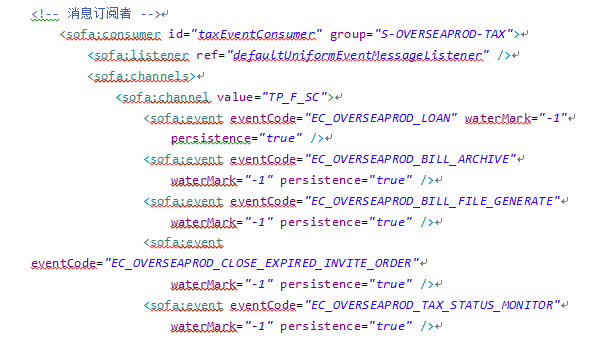 <!-- 消息订阅者 -->
<sofa:consumer id="taxEventConsumer" group="S-OVERSEAPROD-TAX">
<sofa:listener ref="defaultUniformEventMessageListener" />
<sofa:channels>
<sofa:channel value="TP_F_SC">
<sofa:event eventCode="EC_OVERSEAPROD_LOAN" waterMark="-1"
persistence="true" />
<sofa:event eventCode="EC_OVERSEAPROD_BILL_ARCHIVE"
waterMark="-1" persistence="true" />
<sofa:event eventCode="EC_OVERSEAPROD_BILL_FILE_GENERATE"
waterMark="-1" persistence="true" />
<sofa:event
eventCode="EC_OVERSEAPROD_CLOSE_EXPIRED_INVITE_ORDER"
waterMark="-1" persistence="true" />
<sofa:event eventCode="EC_OVERSEAPROD_TAX_STATUS_MONITOR"
waterMark="-1" persistence="true" />